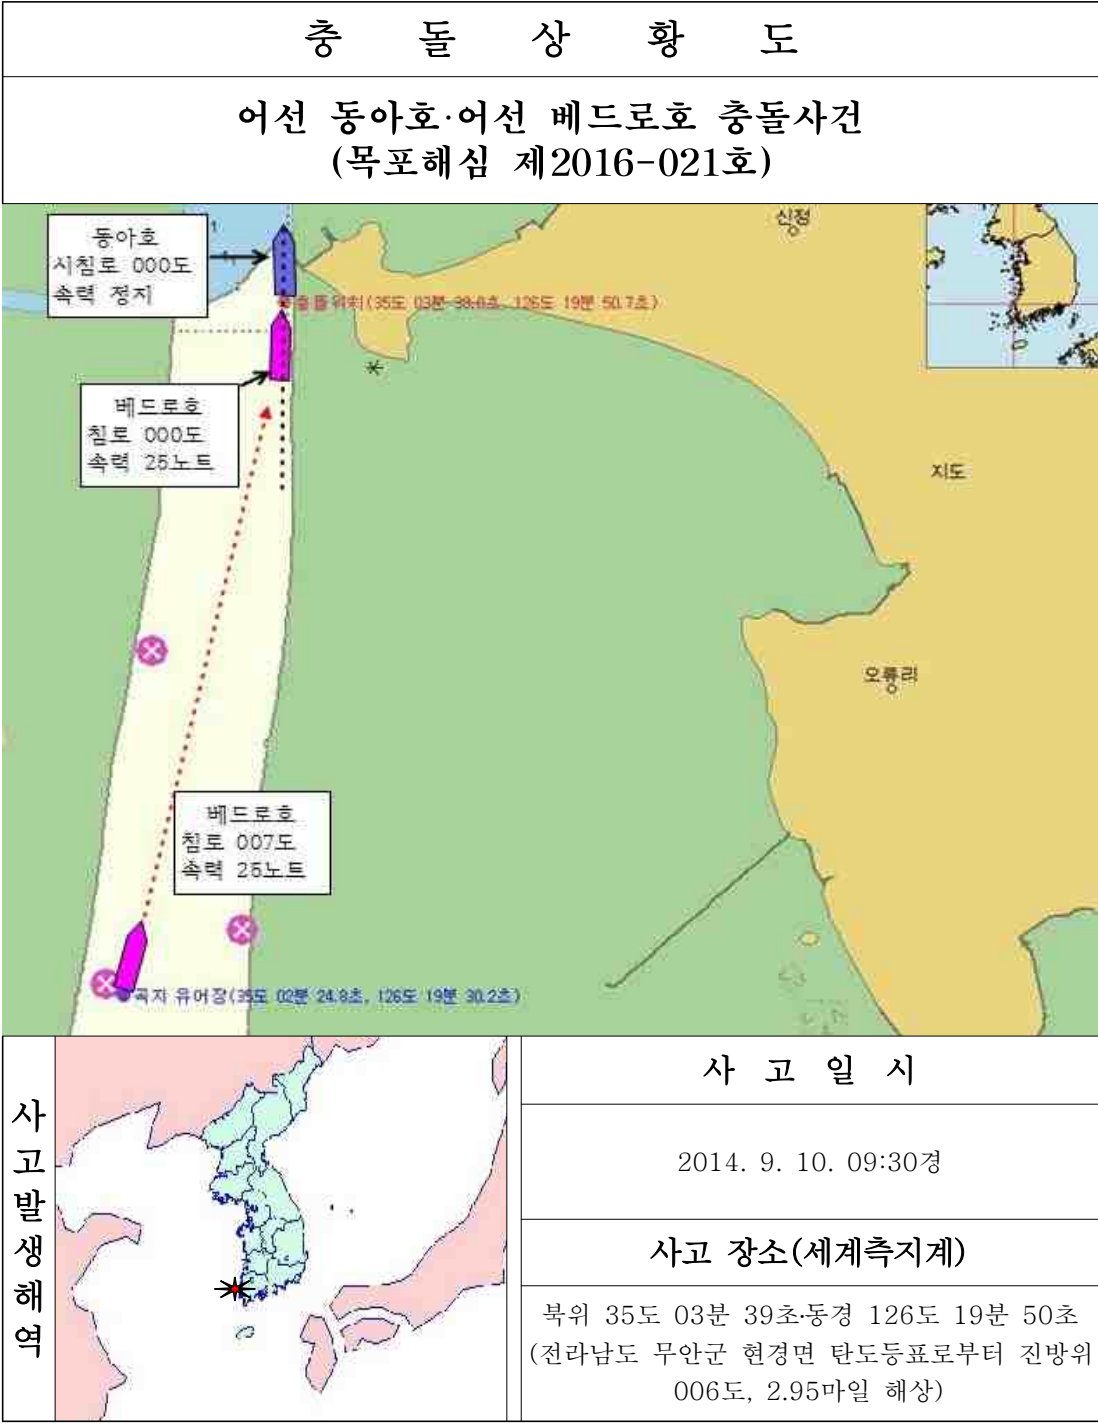 충 돌 상 황 도
어선 동아호·어선 베드로호 충돌사건
(목포해심 제2016-021호)
동아호
시침로 000도
속력 정지
신정
충돌위치(35도 03분 38.8초, 126도 19분 50.7초)
베드로호
침로 000도
속력 25노트
지도
오룡리
베드로호
침로 007도
속력 25노트
곡지 유어장(35도 02분 24.8초, 126도 19분 30.2초)
사고발생해역
사 고 일 시
2014. 9. 10. 09:30경
사고 장소(세계측지계)
북위 35도 03분 39초·동경 126도 19분 50초
(전라남도 무안군 현경면 탄도등표로부터 진방위
006도, 2.95마일 해상)